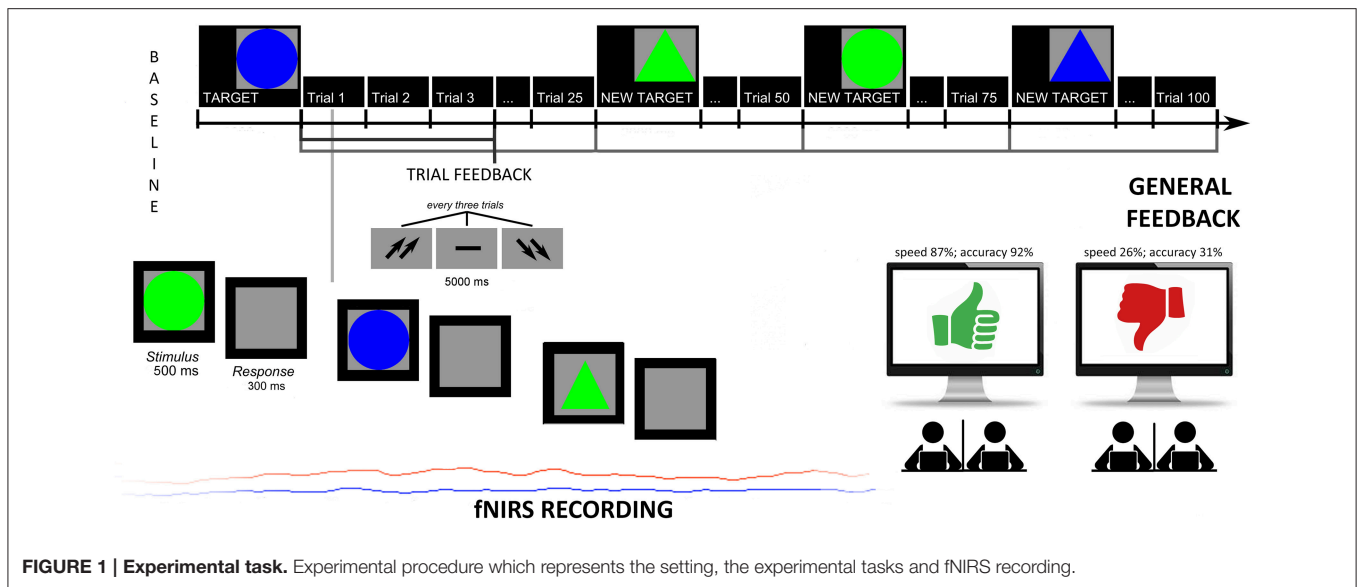 BASELINE
TARGET
Trial 1
Trial 2
Trial 3
...
Trial 25
NEW TARGET
...
Trial 50
NEW TARGET
...
Trial 75
NEW TARGET
...
Trial 100
TRIAL FEEDBACK
every three trials
5000 ms
Stimulus
500 ms
Response
300 ms
GENERAL
FEEDBACK
speed 87%; accuracy 92%
speed 26%; accuracy 31%
fNIRS RECORDING
FIGURE 1 | Experimental task. Experimental procedure which represents the setting, the experimental tasks and fNIRS recording.